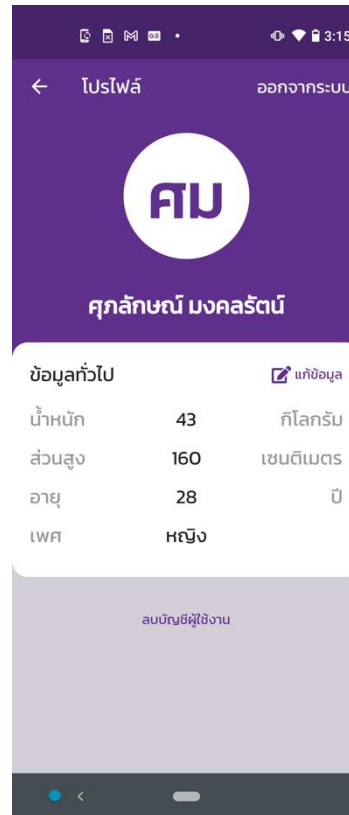 3:15
โปรไฟล์ ออกจากระบบ
ศม
ศุภลักษณ์ มงคลรัตน์
ข้อมูลทั่วไป แก้ข้อมูล
น้ำหนัก 43 กิโลกรัม
ส่วนสูง 160 เซนติเมตร
อายุ 28 ปี
เพศ หญิง
ลบบัญชีผู้ใช้งาน